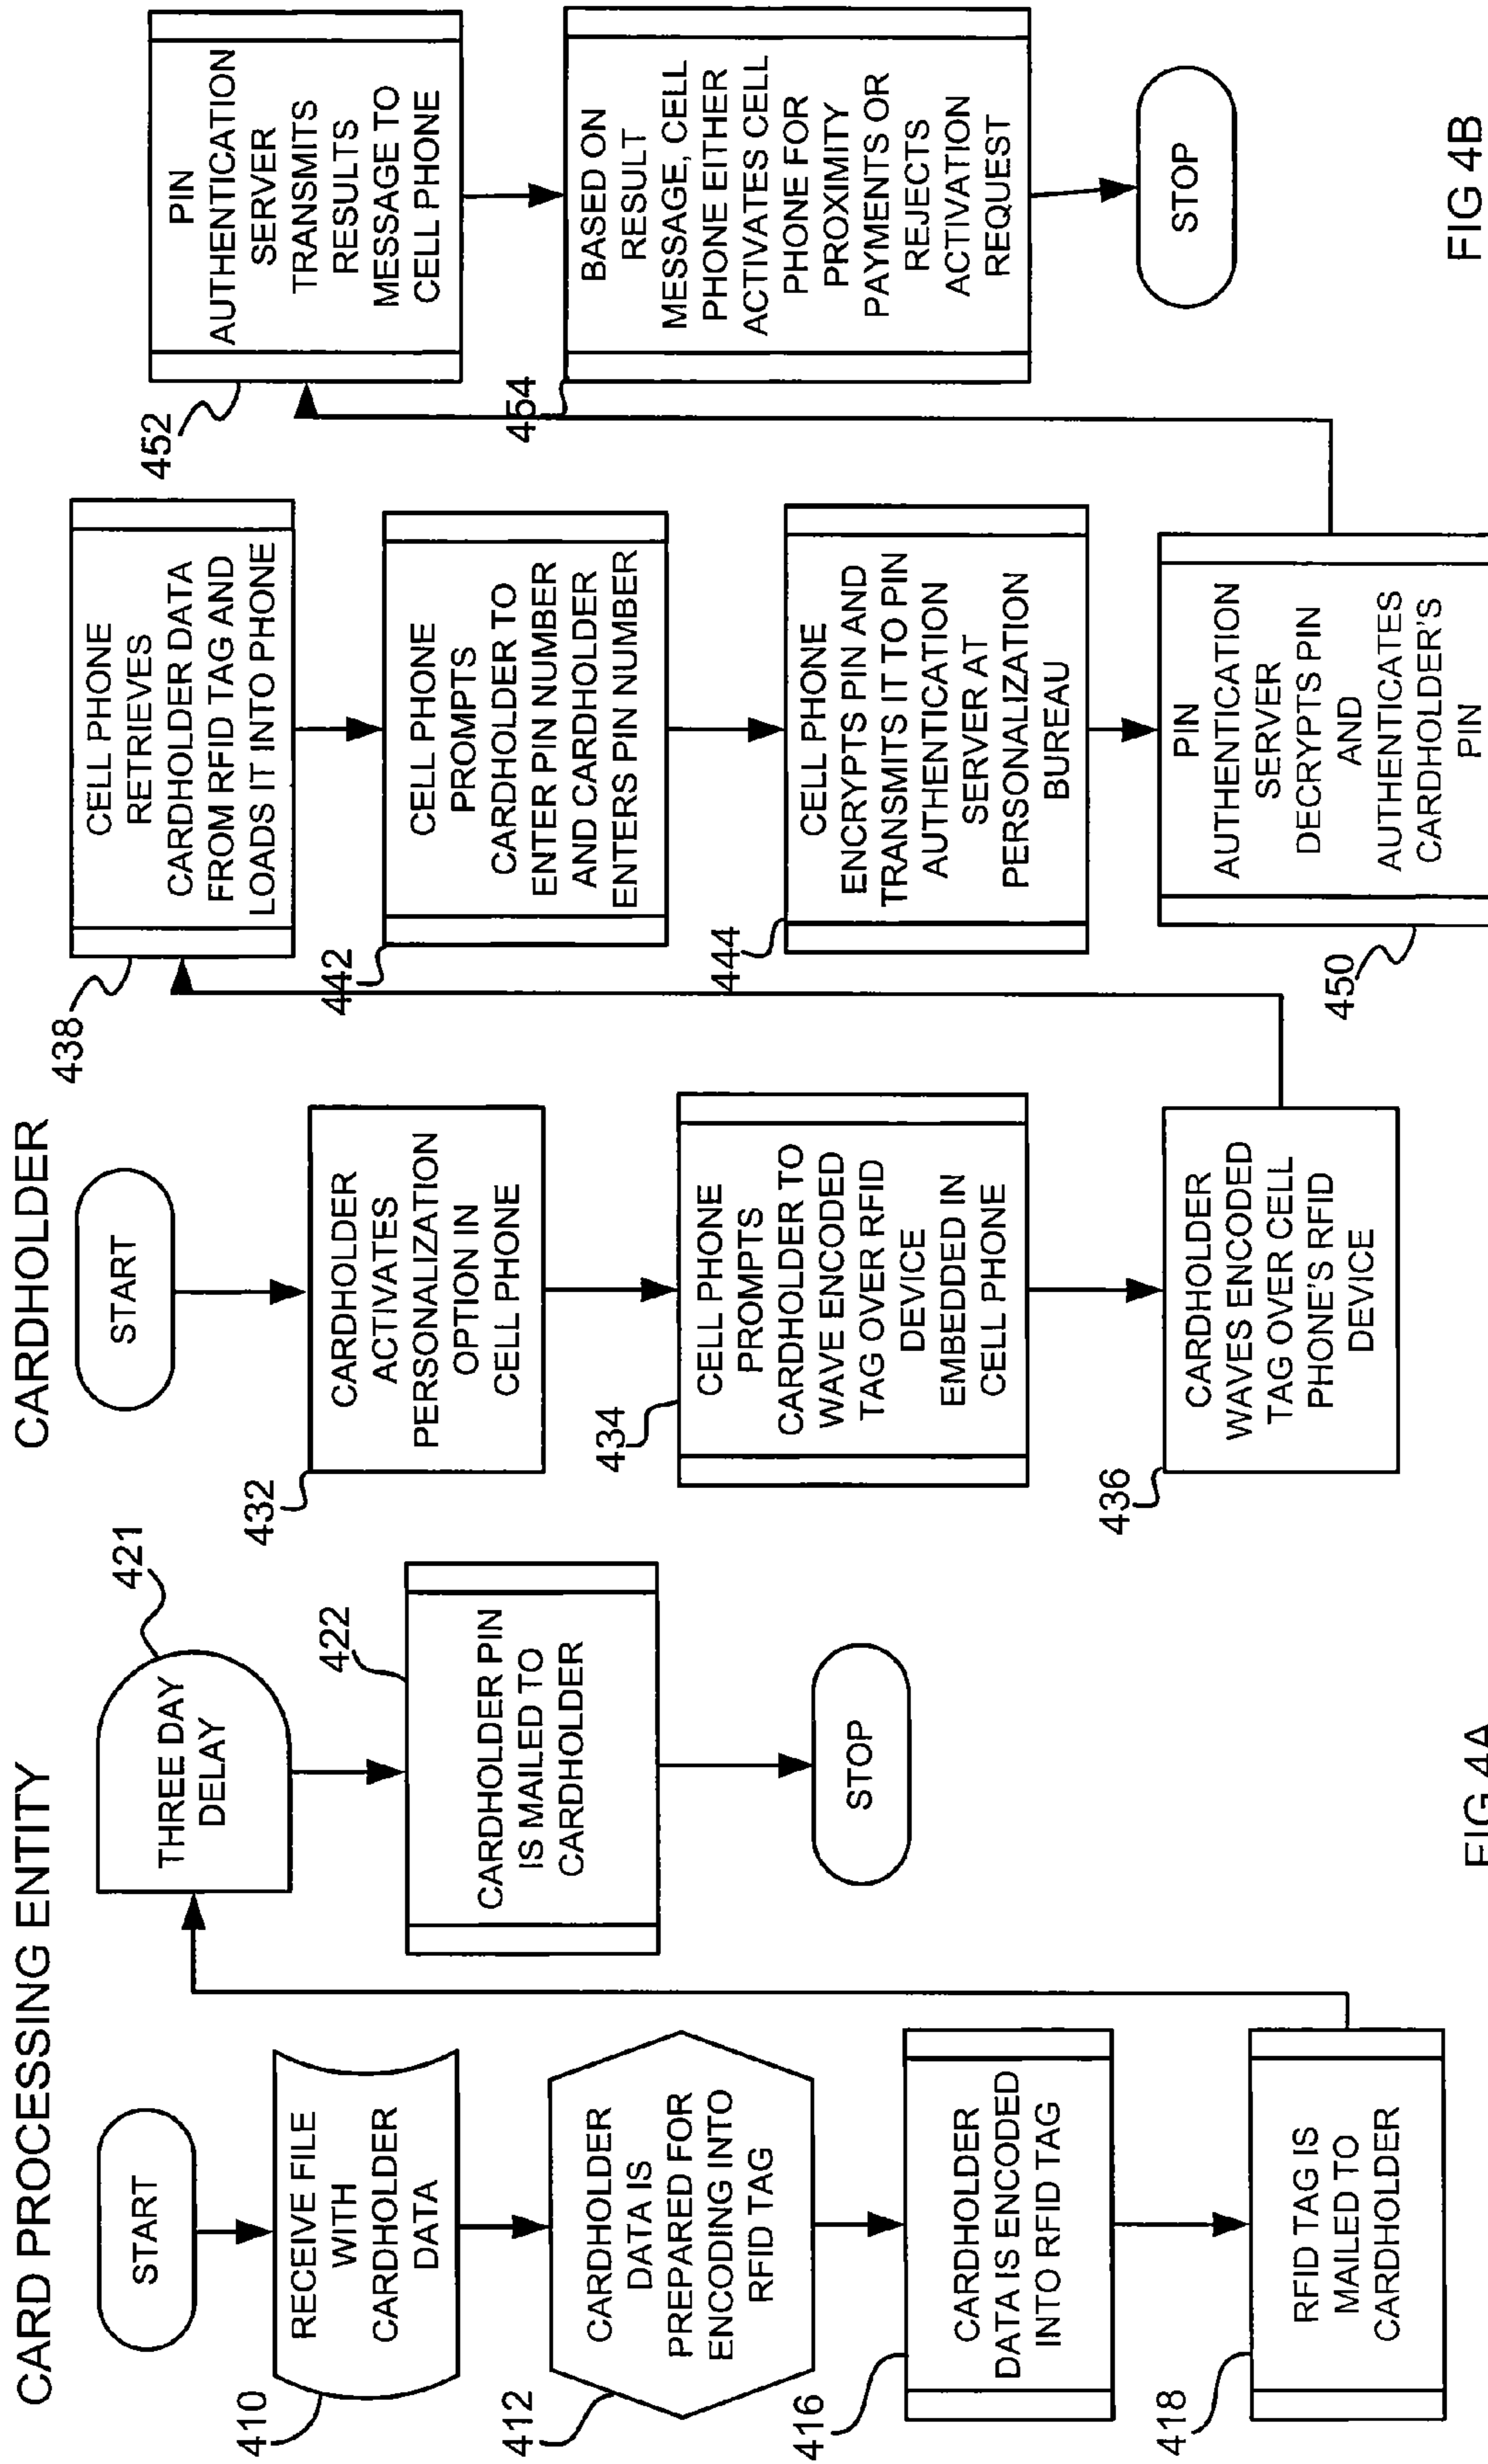 CARD PROCESSING ENTITY
START
410
RECEIVE FILE
WITH
CARDHOLDER
DATA
412
CARDHOLDER
DATA IS
PREPARED FOR
ENCODING INTO
RFID TAG
416
CARDHOLDER
DATA IS ENCODED
INTO RFID TAG
418
RFID TAG IS
MAILED TO
CARDHOLDER
421
THREE DAY
DELAY
422
CARDHOLDER PIN
IS MAILED TO
CARDHOLDER
STOP
FIG 4A
CARDHOLDER
START
432
CARDHOLDER
ACTIVATES
PERSONALIZATION
OPTION IN
CELL PHONE
434
CELL PHONE
PROMPTS
CARDHOLDER TO
WAVE ENCODED
TAG OVER RFID
DEVICE
EMBEDDED IN
CELL PHONE
436
CARDHOLDER
WAVES ENCODED
TAG OVER CELL
PHONE'S RFID
DEVICE
438
CELL PHONE
RETRIEVES
CARDHOLDER DATA
FROM RFID TAG AND
LOADS IT INTO PHONE
442
CELL PHONE
PROMPTS
CARDHOLDER TO
ENTER PIN NUMBER
AND CARDHOLDER
ENTERS PIN NUMBER
444
CELL PHONE
ENCRYPTS PIN AND
TRANSMITS IT TO PIN
AUTHENTICATION
SERVER AT
PERSONALIZATION
BUREAU
450
PIN
AUTHENTICATION
SERVER
DECRYPTS PIN
AND
AUTHENTICATES
CARDHOLDER'S
PIN
452
PIN
AUTHENTICATION
SERVER
TRANSMITS
RESULTS
MESSAGE TO
CELL PHONE
454
BASED ON
RESULT
MESSAGE, CELL
PHONE EITHER
ACTIVATES CELL
PHONE FOR
PROXIMITY
PAYMENTS OR
REJECTS
ACTIVATION
REQUEST
STOP
FIG 4B